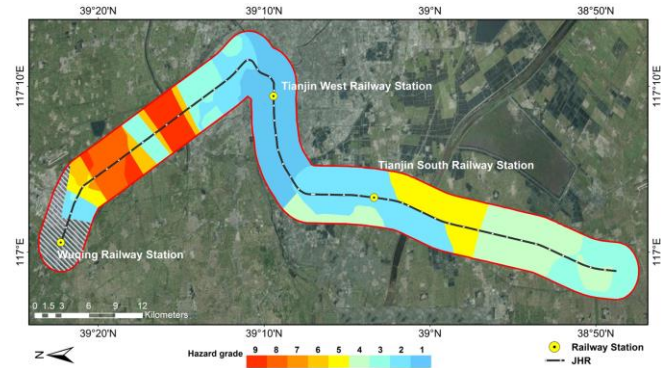 39°20'
39°10'
38°50'
117°10'
117°10'
Tianjin West Railway Station
Tianjin South Railway Station
117°E
117°E
Wuqing Railway Station
0 1.5 3 6 9 12
Kilometers
39°20'
39°10'
39°N
38°50'
N
Hazard grade 9 8 7 6 5 4 3 2 1
Railway Station
JHR